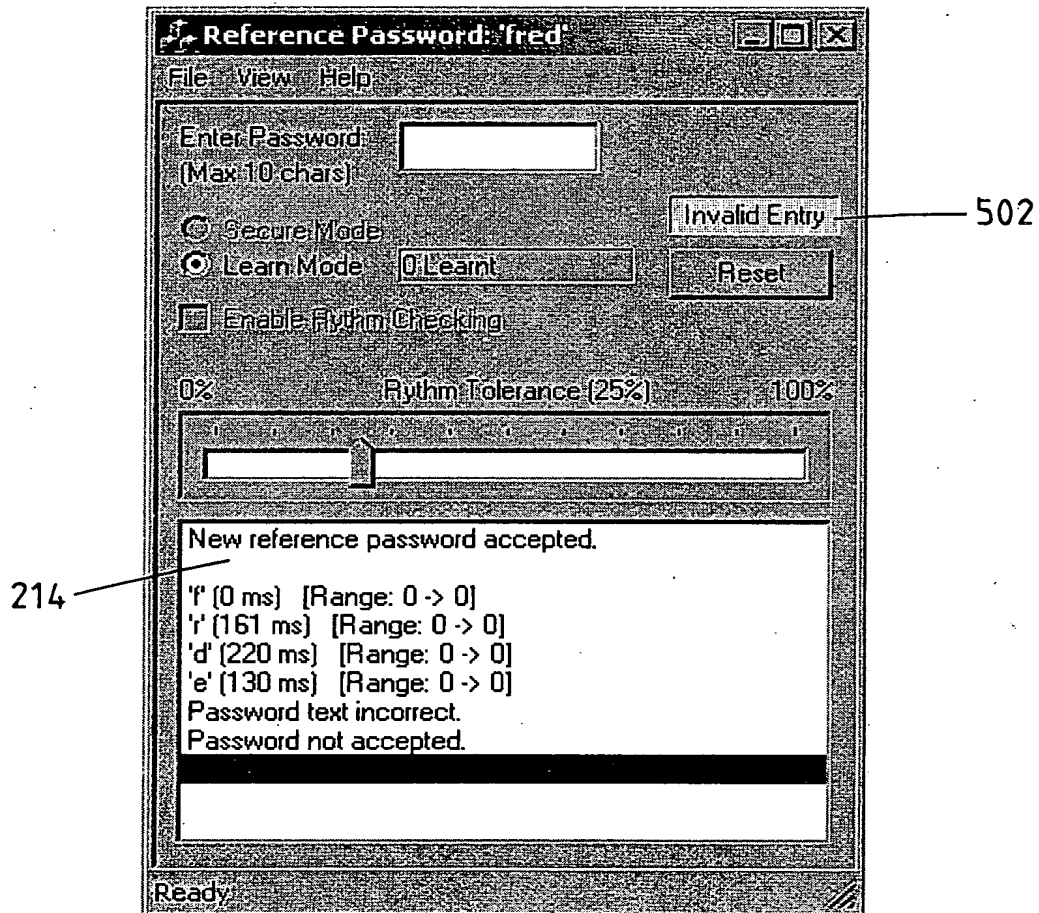 Reference Password: 'fred'
File View Help
Enter Password
(Max 10 chars)
Invalid Entry
502
Secure Mode
Learn Mode
0 Learnt
Reset
Enable Rythm Checking
0% Rythm Tolerance (25%) 100%
New reference password accepted.
214
'f' (0 ms) [Range: 0 -> 0]
'r' (161 ms) [Range: 0 -> 0]
'd' (220 ms) [Range: 0 -> 0]
'e' (130 ms) [Range: 0 -> 0]
Password text incorrect.
Password not accepted.
Ready